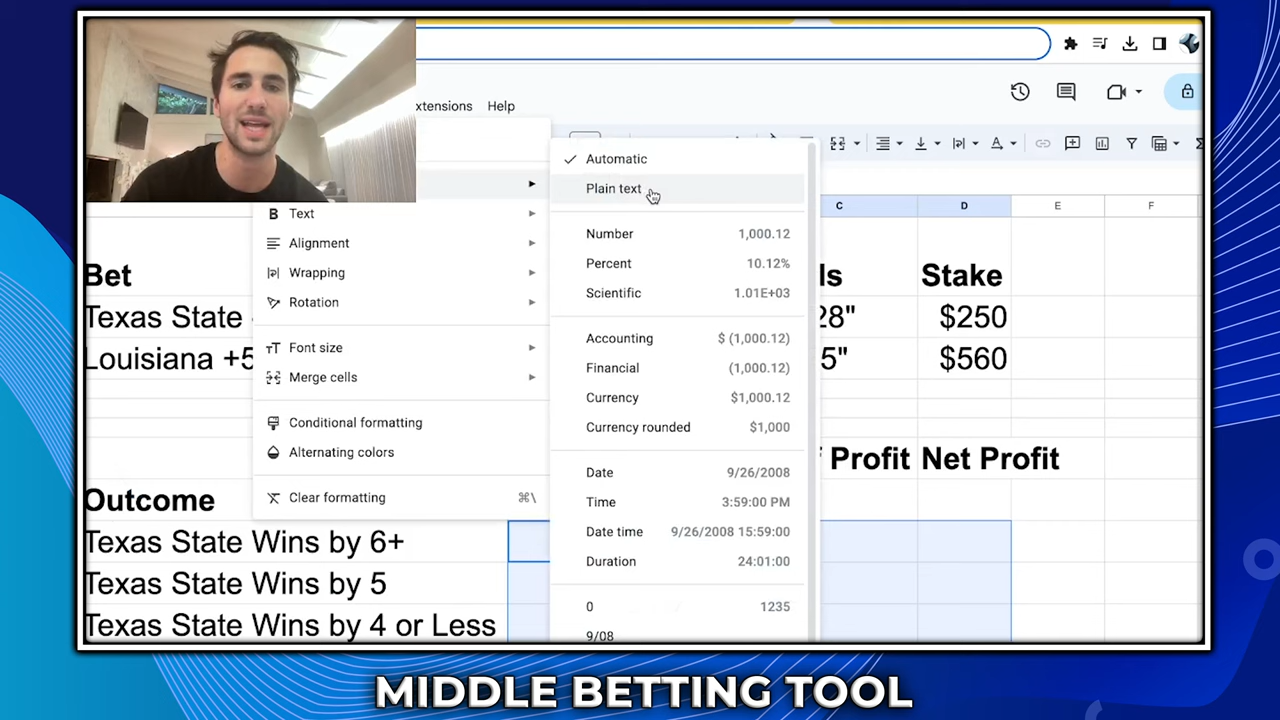 xtensions Help
Automatic
Plain text
Text
Alignment
Wrapping
Rotation
Font size
Merge cells
Conditional formatting
Alternating colors
Clear formatting ⌘\
Number 1,000.12
Percent 10.12%
Scientific 1.01E+03
Accounting $ (1,000.12)
Financial (1,000.12)
Currency $1,000.12
Currency rounded $1,000
Date 9/26/2008
Time 3:59:00 PM
Date time 9/26/2008 15:59:00
Duration 24:01:00
0 1235
9/08
C D E F
Bet ds Stake
Texas State 28" $250
Louisiana +5 5" $560
Profit Net Profit
Outcome
Texas State Wins by 6+
Texas State Wins by 5
Texas State Wins by 4 or Less
MIDDLE BETTING TOOL